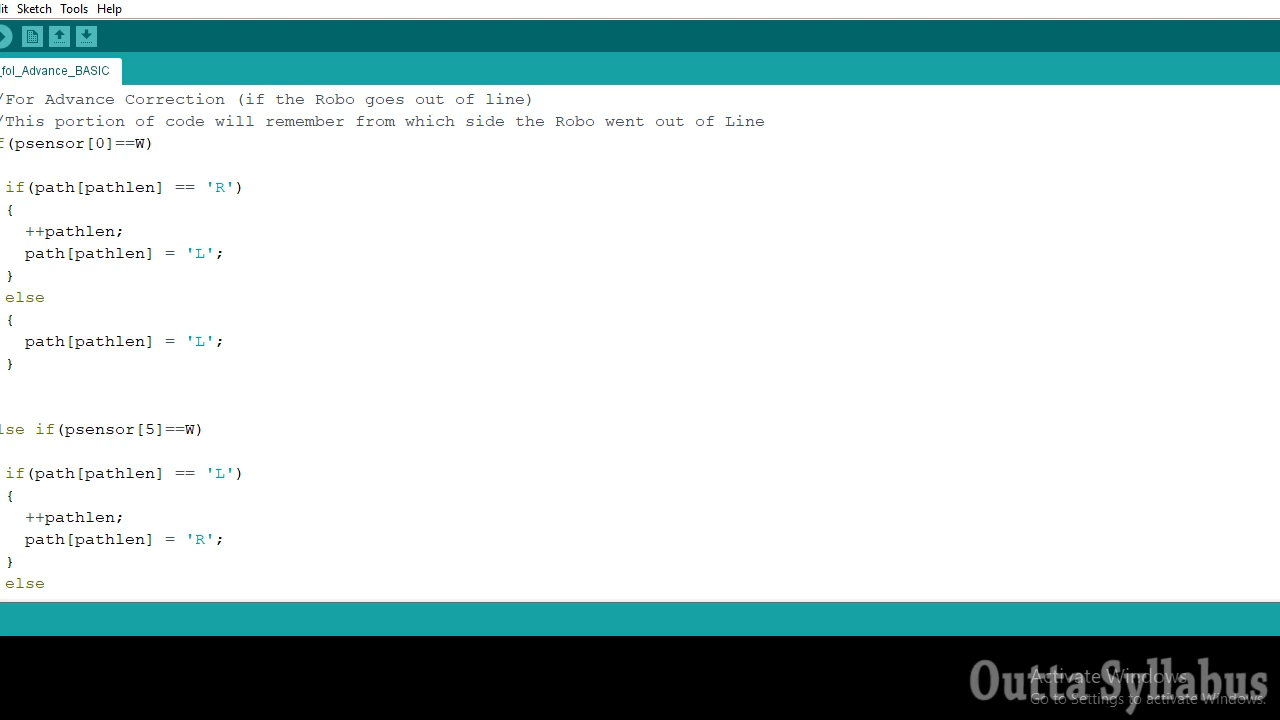 it Sketch Tools Help
_fol_Advance_BASIC
/For Advance Correction (if the Robo goes out of line)
/This portion of code will remember from which side the Robo went out of Line
f(psensor[0]==W)
if(path[pathlen] == 'R')
{
++pathlen;
path[pathlen] = 'L';
}
else
{
path[pathlen] = 'L';
}
lse if(psensor[5]==W)
if(path[pathlen] == 'L')
{
++pathlen;
path[pathlen] = 'R';
}
else
Outta Syllabus
Activate Windows
Go to Settings to activate Windows.